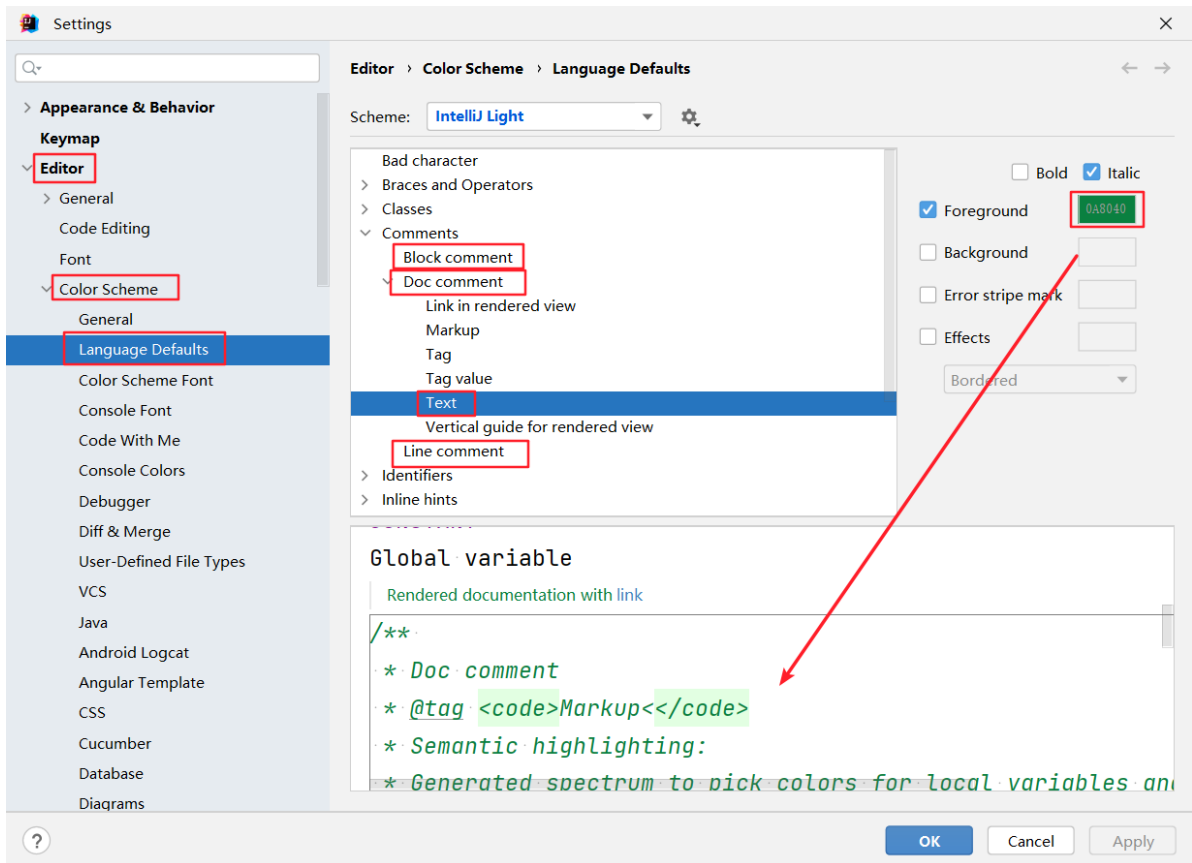 Settings
Editor › Color Scheme › Language Defaults
Appearance & Behavior
Keymap
Editor
General
Code Editing
Font
Color Scheme
General
Language Defaults
Color Scheme Font
Console Font
Code With Me
Console Colors
Debugger
Diff & Merge
User-Defined File Types
VCS
Java
Android Logcat
Angular Template
CSS
Cucumber
Database
Diagrams
Scheme: IntelliJ Light
Bad character
Braces and Operators
Classes
Comments
Block comment
Doc comment
Link in rendered view
Markup
Tag
Tag value
Text
Vertical guide for rendered view
Line comment
Identifiers
Inline hints
Bold Italic
Foreground 0A8040
Background
Error stripe mark
Effects
Bordered
Global variable
Rendered documentation with link
/**
* Doc comment
* @tag <code>Markup<</code>
* Semantic highlighting:
* Generated spectrum to pick colors for local variables and
?
OK Cancel Apply